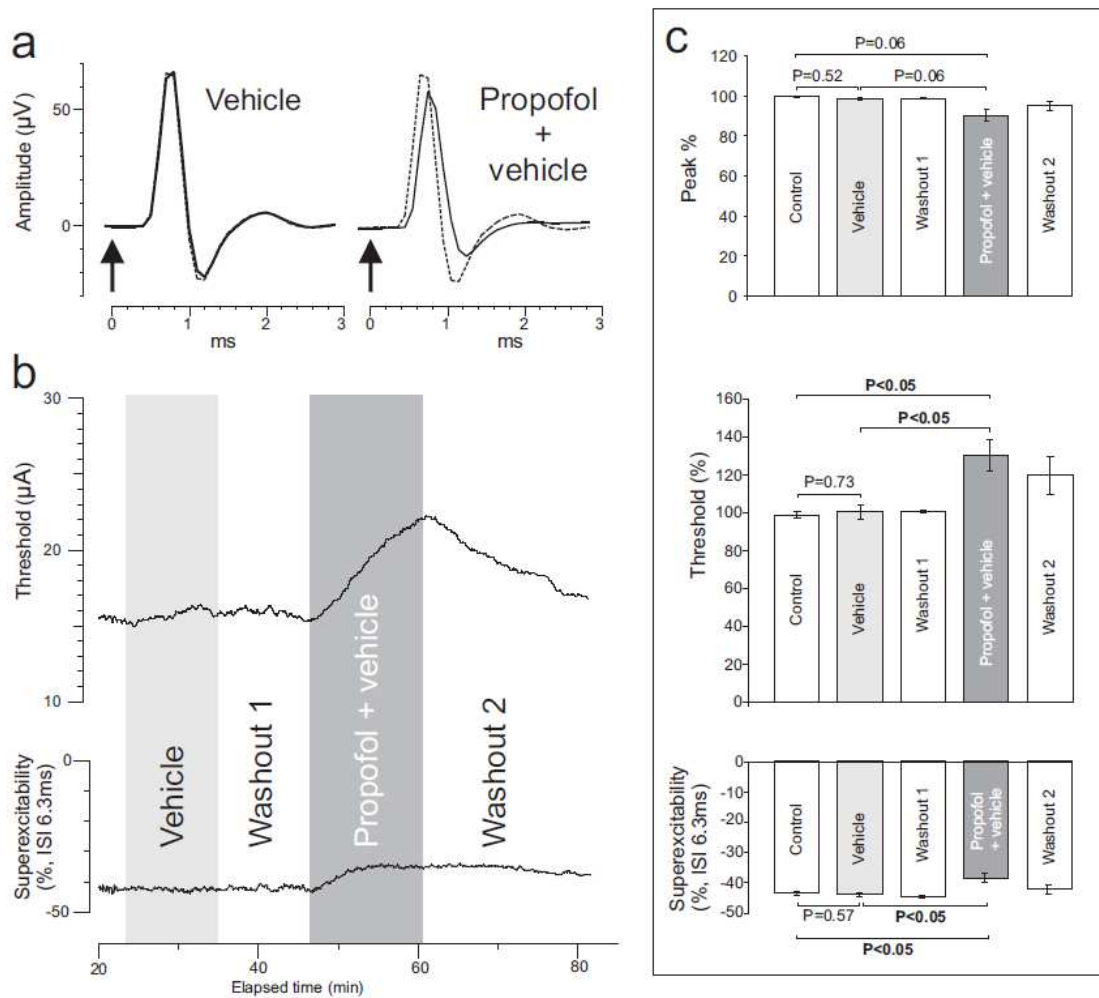 a
Amplitude (µV)
50
0
Vehicle
Propofol
+
vehicle
0
1
2
3
ms
0
1
2
3
ms
b
Threshold (µA)
30
20
10
Superexcitability
(%, ISI 6.3ms)
0
-50
Vehicle
Washout 1
Propofol + vehicle
Washout 2
20
40
60
80
Elapsed time (min)
c
Peak %
120
100
80
60
40
20
0
P=0.06
P=0.52
P=0.06
Control
Vehicle
Washout 1
Propofol + vehicle
Washout 2
Threshold (%)
160
140
120
100
80
60
40
20
0
P<0.05
P<0.05
P=0.73
Control
Vehicle
Washout 1
Propofol + vehicle
Washout 2
Superexcitability
(%, ISI 6.3ms)
0
-10
-20
-30
-40
-50
Control
Vehicle
Washout 1
Propofol
+ vehicle
Washout 2
P=0.57
P<0.05
P<0.05